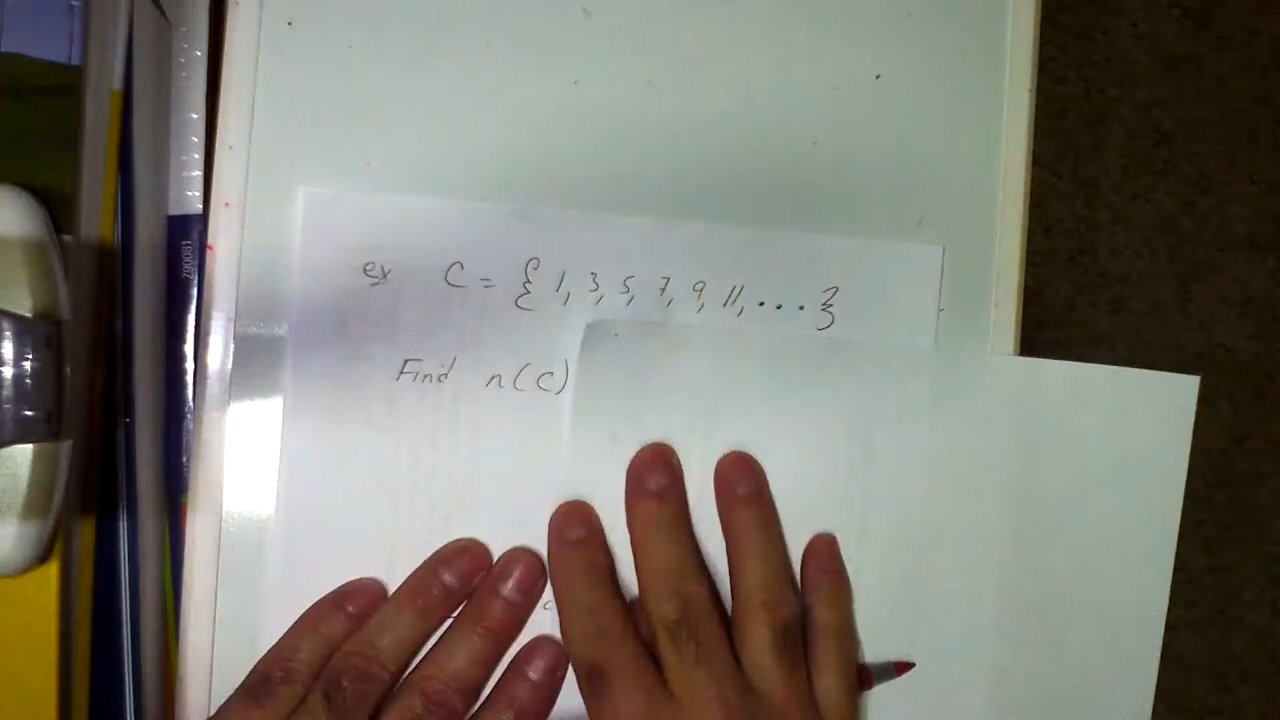 ex C = { 1, 3, 5, 7, 9, 11, ... }
Find n(C)